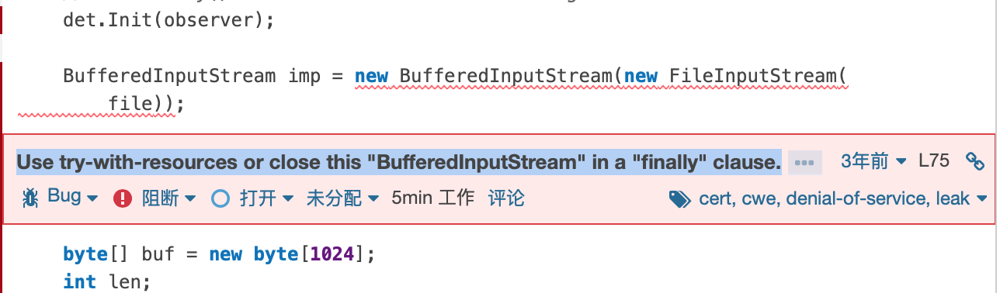 det.Init(observer);
BufferedInputStream imp = new BufferedInputStream(new FileInputStream(
file));
Use try-with-resources or close this "BufferedInputStream" in a "finally" clause. ••• 3年前 L75
Bug 阻断 打开 未分配 5min 工作 评论 cert, cwe, denial-of-service, leak
byte[] buf = new byte[1024];
int len;